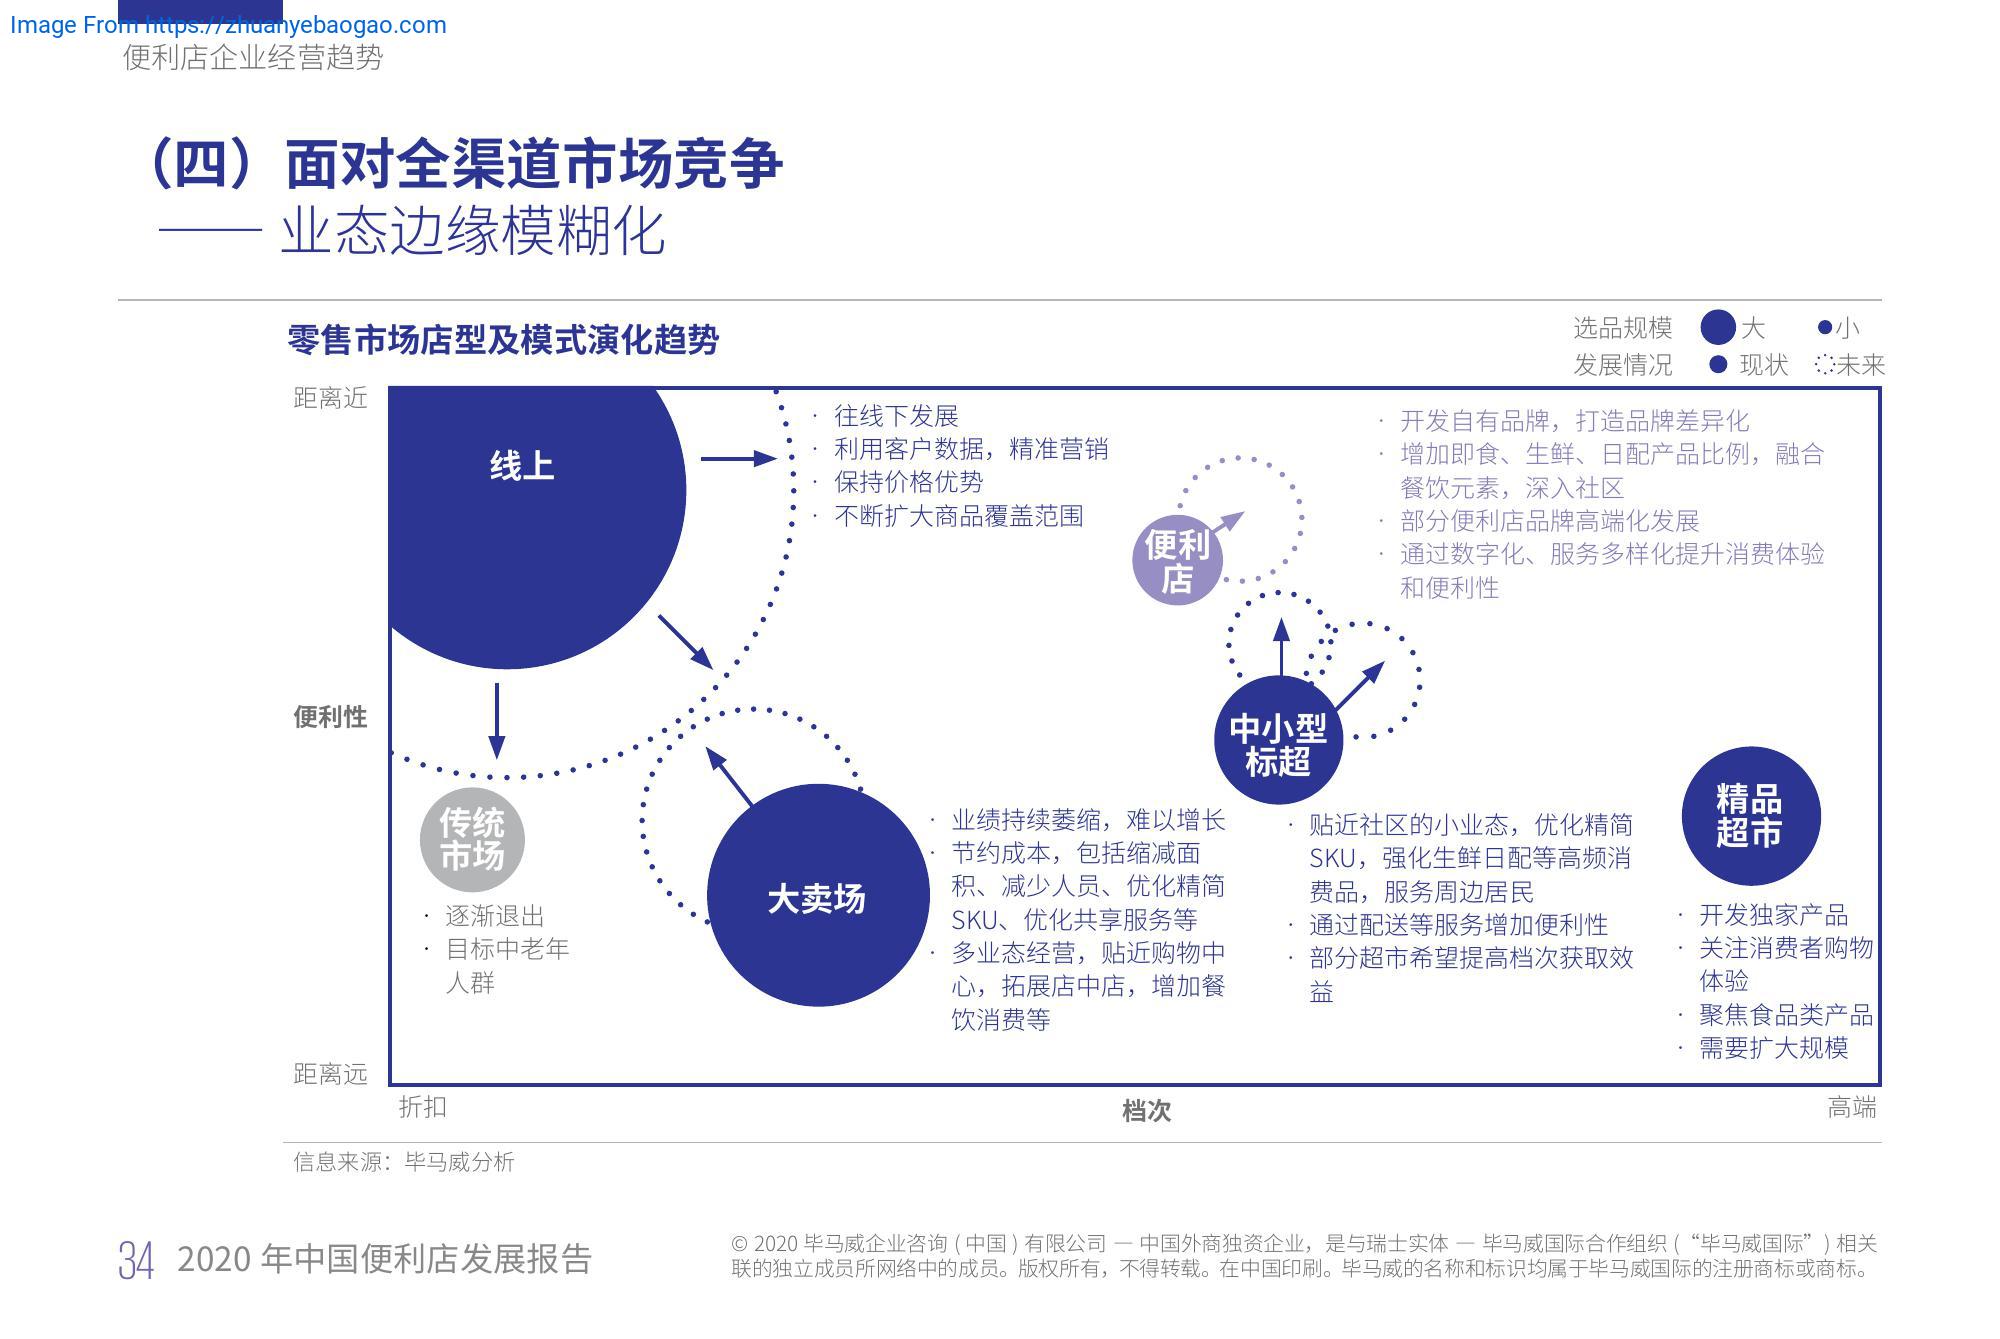 Image From https://zhuanyebaogao.com
便利店企业经营趋势
（四）面对全渠道市场竞争
—— 业态边缘模糊化
零售市场店型及模式演化趋势
选品规模 大 小
发展情况 现状 未来
距离近
便利性
距离远
线上
· 往线下发展
· 利用客户数据，精准营销
· 保持价格优势
· 不断扩大商品覆盖范围
便利
店
· 开发自有品牌，打造品牌差异化
· 增加即食、生鲜、日配产品比例，融合
餐饮元素，深入社区
· 部分便利店品牌高端化发展
· 通过数字化、服务多样化提升消费体验
和便利性
传统
市场
· 逐渐退出
· 目标中老年
人群
大卖场
· 业绩持续萎缩，难以增长
· 节约成本，包括缩减面
积、减少人员、优化精简
SKU、优化共享服务等
· 多业态经营，贴近购物中
心，拓展店中店，增加餐
饮消费等
中小型
标超
· 贴近社区的小业态，优化精简
SKU，强化生鲜日配等高频消
费品，服务周边居民
· 通过配送等服务增加便利性
· 部分超市希望提高档次获取效
益
精品
超市
· 开发独家产品
· 关注消费者购物
体验
· 聚焦食品类产品
· 需要扩大规模
折扣 档次 高端
信息来源：毕马威分析
34 2020 年中国便利店发展报告
© 2020 毕马威企业咨询 ( 中国 ) 有限公司 — 中国外商独资企业，是与瑞士实体 — 毕马威国际合作组织 (“毕马威国际”) 相关
联的独立成员所网络中的成员。版权所有，不得转载。在中国印刷。毕马威的名称和标识均属于毕马威国际的注册商标或商标。